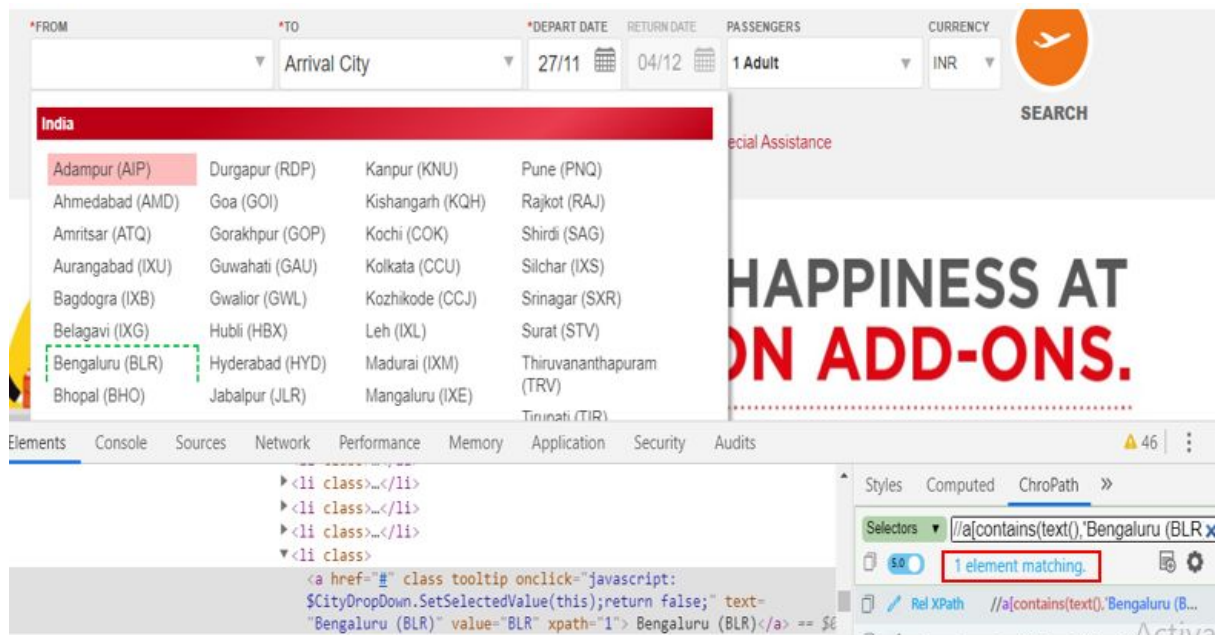 *FROM *TO *DEPART DATE RETURN DATE PASSENGERS CURRENCY
Arrival City 27/11 04/12 1 Adult INR
SEARCH
India
ecial Assistance
Adampur (AIP) Durgapur (RDP) Kanpur (KNU) Pune (PNQ)
Ahmedabad (AMD) Goa (GOI) Kishangarh (KQH) Rajkot (RAJ)
Amritsar (ATQ) Gorakhpur (GOP) Kochi (COK) Shirdi (SAG)
Aurangabad (IXU) Guwahati (GAU) Kolkata (CCU) Silchar (IXS)
Bagdogra (IXB) Gwalior (GWL) Kozhikode (CCJ) Srinagar (SXR)
Belagavi (IXG) Hubli (HBX) Leh (IXL) Surat (STV)
Bengaluru (BLR) Hyderabad (HYD) Madurai (IXM) Thiruvananthapuram
(TRV)
Bhopal (BHO) Jabalpur (JLR) Mangaluru (IXE)
Tirupati (TIR)
HAPPINESS AT
ON ADD-ONS.
Elements Console Sources Network Performance Memory Application Security Audits 46
<li class>…</li>
<li class>…</li>
<li class>…</li>
<li class>
<a href="#" class tooltip onclick="javascript:
$CityDropDown.SetSelectedValue(this);return false;" text=
"Bengaluru (BLR)" value="BLR" xpath="1"> Bengaluru (BLR)</a> ==
Styles Computed ChroPath »
Selectors //a[contains(text(),'Bengaluru (BLR x
5.0 1 element matching.
Rel XPath //a[contains(text(),'Bengaluru (B...